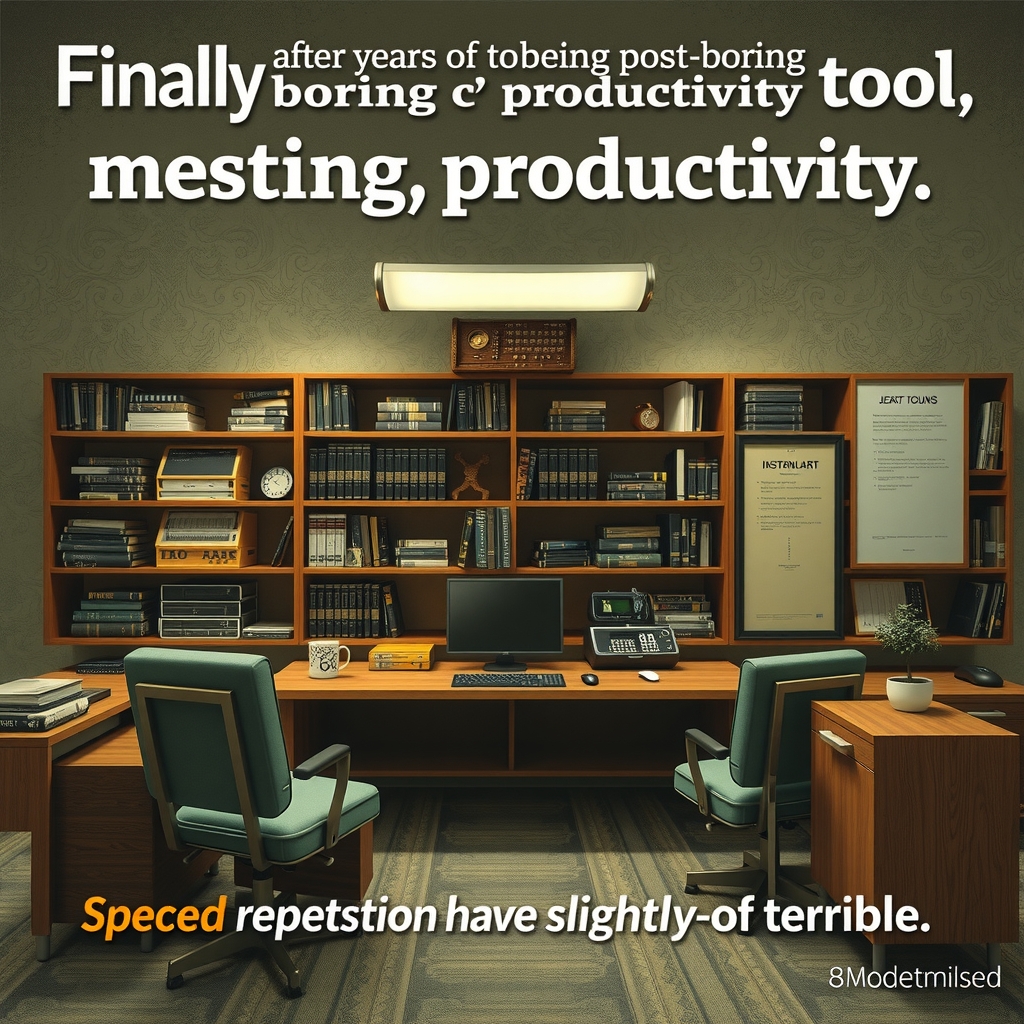 Finally after years of tobeing post-boring
boring c' productivity tool,
mesting, productivity.
JEAT TOUNS
INSTENLART
Speced repetstion have slightly-of terrible.
8Modetmilsed